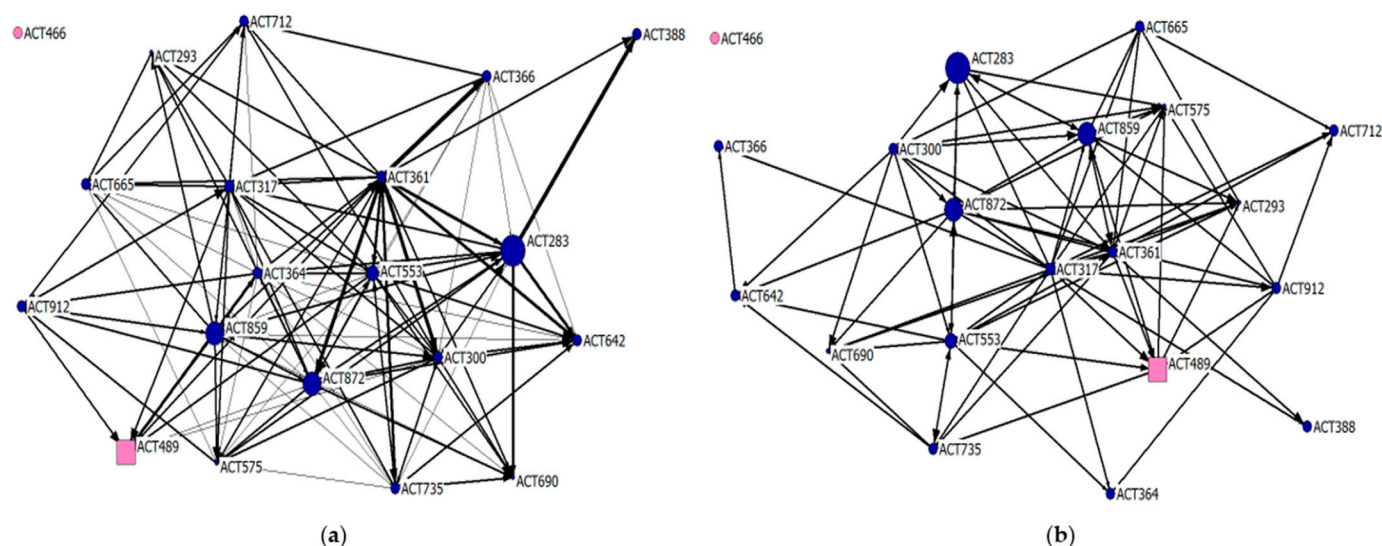 ACT712
ACT466
ACT388
ACT293
ACT366
ACT361
ACT665
ACT317
ACT283
ACT364
ACT553
ACT912
ACT859
ACT642
ACT300
ACT872
ACT489
ACT575
ACT735
ACT690
(a)
ACT665
ACT466
ACT283
ACT575
ACT859
ACT712
ACT366
ACT300
ACT872
ACT293
ACT361
ACT317
ACT642
ACT912
ACT553
ACT690
ACT489
ACT388
ACT735
ACT364
(b)